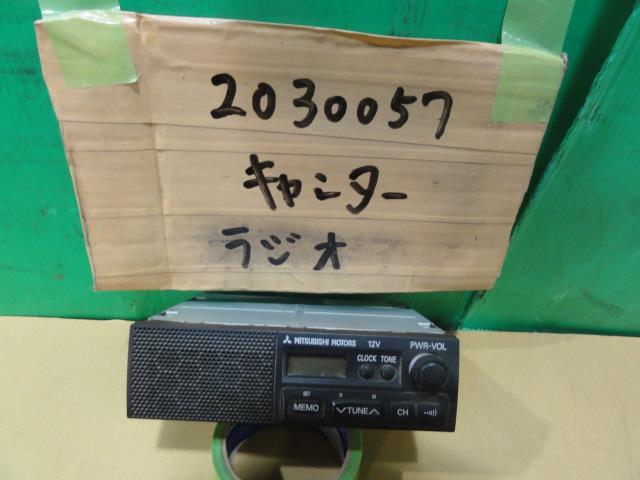 2030057
キャンター
ラジオ
MITSUBISHI MOTORS 12V PWR-VOL
CLOCK TONE
SET H M
MEMO TUNE CH